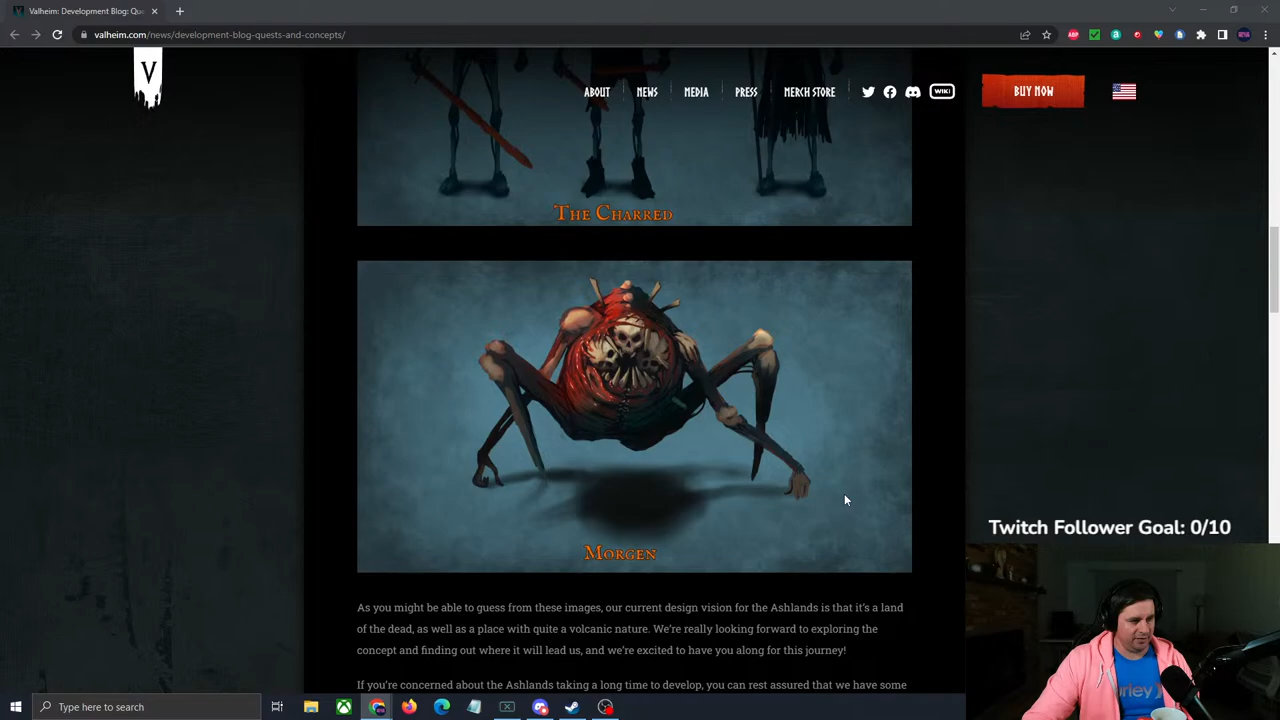 Valheim: Development Blog: Que
valheim.com/news/development-blog-quests-and-concepts/
ABP
V
ABOUT
NEWS
MEDIA
PRESS
MERCH STORE
WIKI
BUY NOW
The Charred
Morgen
As you might be able to guess from these images, our current design vision for the Ashlands is that it's a land
of the dead, as well as a place with quite a volcanic nature. We're really looking forward to exploring the
concept and finding out where it will lead us, and we're excited to have you along for this journey!
If you're concerned about the Ashlands taking a long time to develop, you can rest assured that we have some
Twitch Follower Goal: 0/10
Type here to search